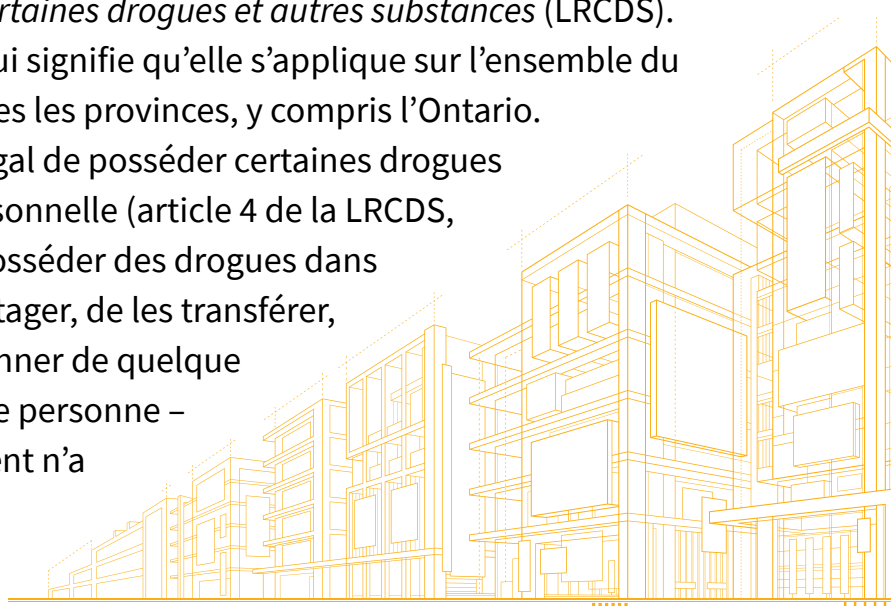 rtaines drogues et autres substances (LRCDS).
ui signifie qu’elle s’applique sur l’ensemble du
es les provinces, y compris l’Ontario.
gal de posséder certaines drogues
sonnelle (article 4 de la LRCDS,
osséder des drogues dans
tager, de les transférer,
nner de quelque
e personne –
ent n’a